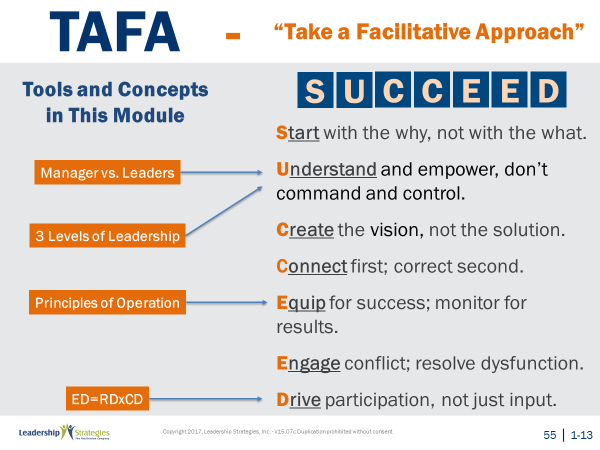 TAFA - "Take a Facilitative Approach"
Tools and Concepts
in This Module
SUCCEED
Start with the why, not with the what.
Manager vs. Leaders
Understand and empower, don't
command and control.
3 Levels of Leadership
Create the vision, not the solution.
Connect first; correct second.
Principles of Operation
Equip for success; monitor for
results.
Engage conflict; resolve dysfunction.
ED=RDxCD
Drive participation, not just input.
Leadership Strategies
The Facilitation Company
Copyright 2017, Leadership Strategies, Inc. - v15.07c Duplication prohibited without consent
55 | 1-13